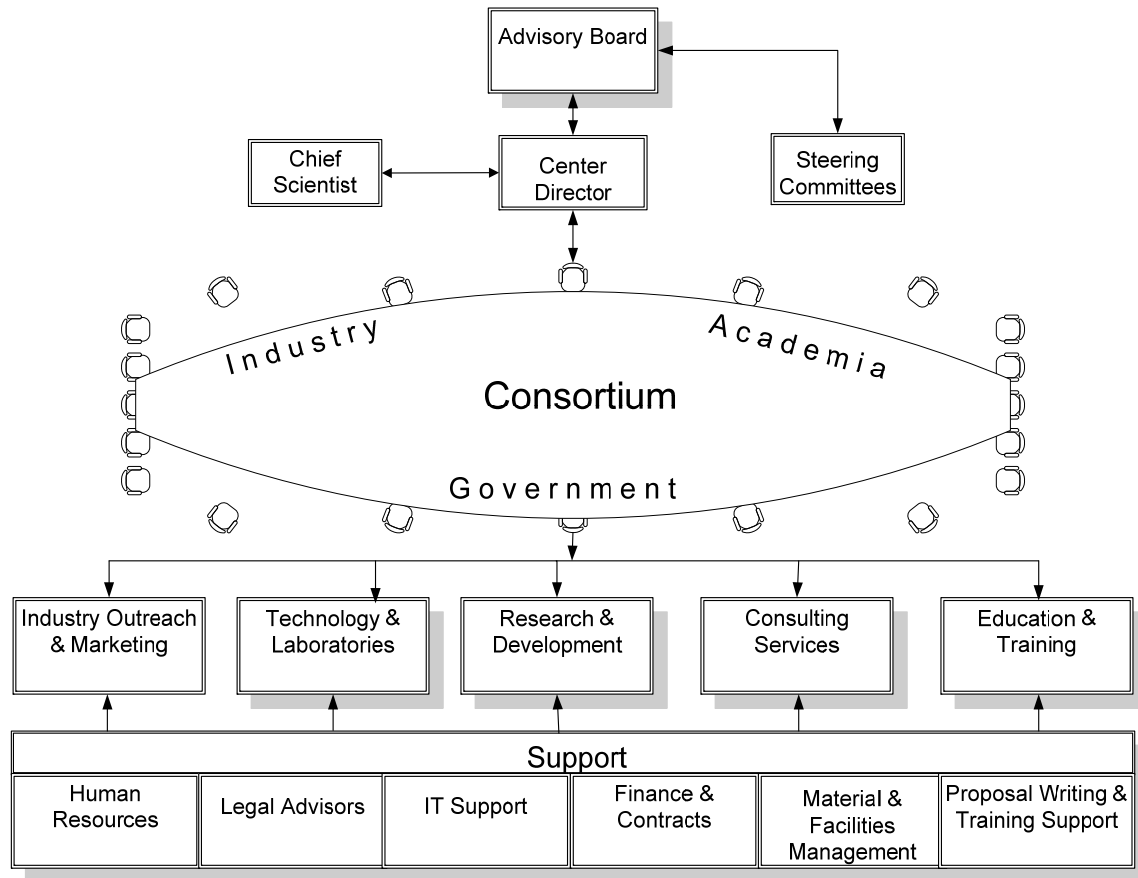 Advisory Board
Chief
Scientist
Center
Director
Steering
Committees
Industry
Academia
Consortium
Government
Industry Outreach
& Marketing
Technology &
Laboratories
Research &
Development
Consulting
Services
Education &
Training
Support
Human
Resources
Legal Advisors
IT Support
Finance &
Contracts
Material &
Facilities
Management
Proposal Writing &
Training Support